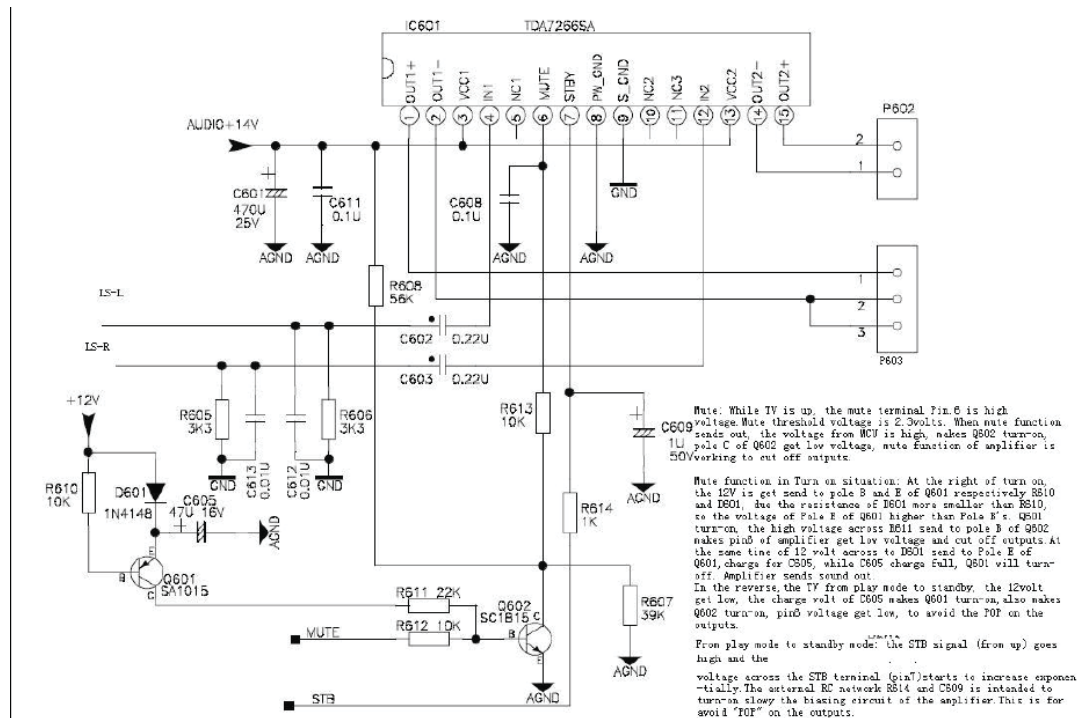 IC601 TDA7266SA
OUT1+ OUT1- VCC1 IN1 NC1 MUTE STBY PW_GND S_GND NC2 NC3 IN2 VCC2 OUT2- OUT2+
1 2 3 4 5 6 7 8 9 10 11 12 13 14 15
P602
2
1
AUDIO+14V
C601
470U
25V
C611
0.1U
C608
0.1U
GND
AGND AGND AGND AGND
R608
56K
1
2
3
P603
LS-L
C602 0.22U
LS-R
C603 0.22U
+12V
R605
3K3
C613
0.01U
C612
0.01U
R606
3K3
R613
10K
C609
1U
50V
GND GND
AGND
R610
10K
D601
1N4148
C605
47U 16V
AGND
R614
1K
E
B
C
Q601
SA1015
R611 22K
Q602
SC1815
C
B
E
R607
39K
MUTE
R612 10K
AGND
AGND
STB
Mute: While TV is up, the mute terminal Pin.6 is high
voltage.Mute threshold voltage is 2.3volts. When mute function
sends out, the voltage from MCU is high, makes Q602 turn-on,
pole C of Q602 get low voltage, mute function of amplifier is
working to cut off outputs.
Mute function in Turn on situation: At the right of turn on,
the 12V is get send to pole B and E of Q601 respectively R610
and D601, due the resistance of D601 more smaller than R610,
so the voltage of Pole E of Q601 higher than Pole B's. Q601
turn-on, the high voltage across R611 send to pole B of Q602
makes pin6 of amplifier get low voltage and cut off outputs.At
the same time of 12 volt across to D601 send to Pole E of
Q601,charge for C605, while C605 charge full, Q601 will turn-
off. Amplifier sends sound out.
In the reverse, the TV from play mode to standby, the 12volt
get low, the charge volt of C605 makes Q601 turn-on,also makes
Q602 turn-on, pin6 voltage get low, to avoid the POP on the
outputs.
From play mode to standby mode: the STB signal (from up) goes
high and the
voltage across the STB terminal (pin7)starts to increase exponen
-tially.The external RC network R614 and C609 is intended to
turn-on slowy the biasing circuit of the amplifier.This is for
avoid "POP" on the outputs.